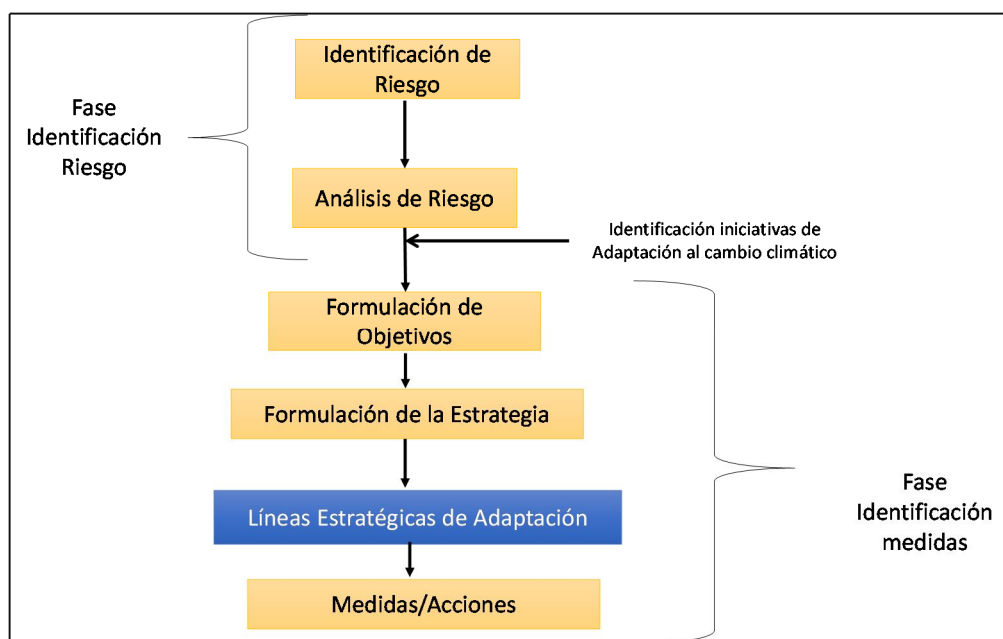 Identificación de
Riesgo
Fase
Identificación
Riesgo
Análisis de Riesgo
Identificación iniciativas de
Adaptación al cambio climático
Formulación de
Objetivos
Formulación de la Estrategia
Líneas Estratégicas de Adaptación
Fase
Identificación
medidas
Medidas/Acciones